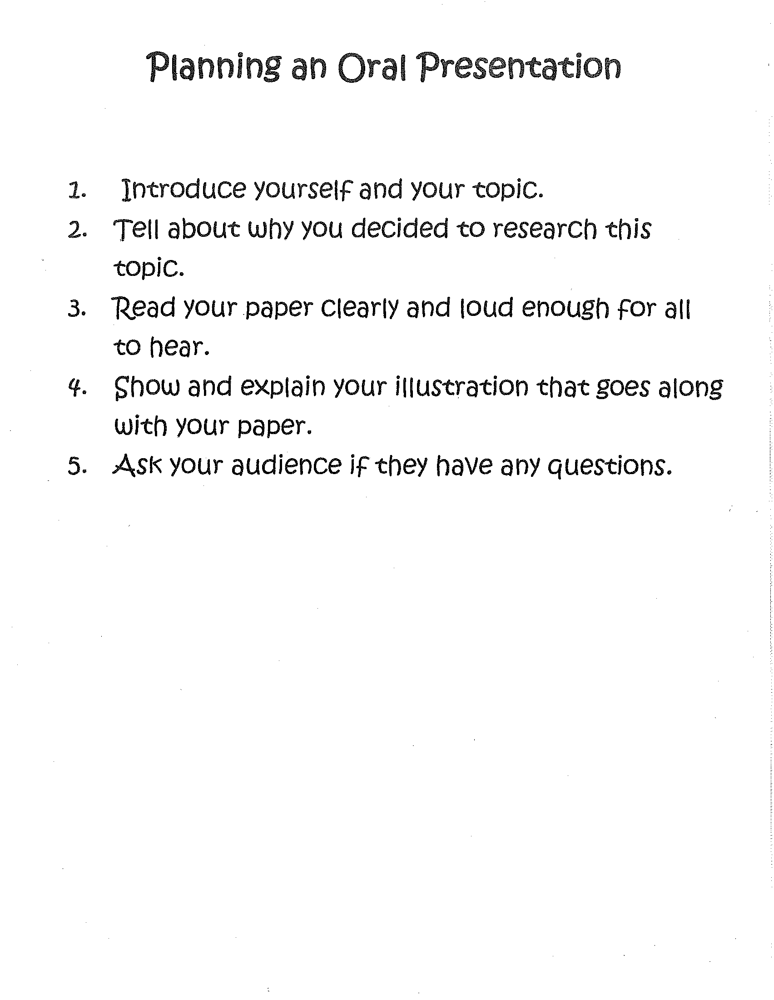 Planning an Oral Presentation
1. Introduce yourself and your topic.
2. Tell about why you decided to research this
topic.
3. Read your paper clearly and loud enough for all
to hear.
4. Show and explain your illustration that goes along
with your paper.
5. Ask your audience if they have any questions.